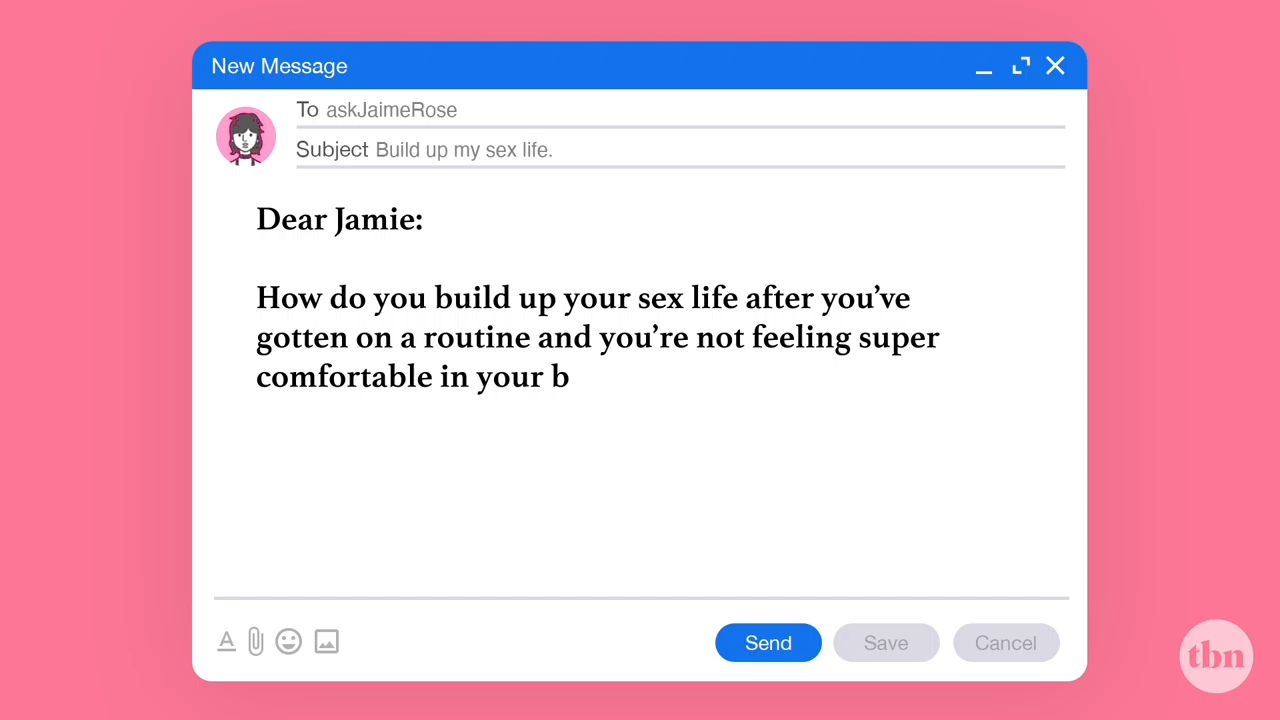 New Message
To askJaimeRose
Subject Build up my sex life.
Dear Jamie:
How do you build up your sex life after you’ve
gotten on a routine and you’re not feeling super
comfortable in your b
A
Send Save Cancel
tbn